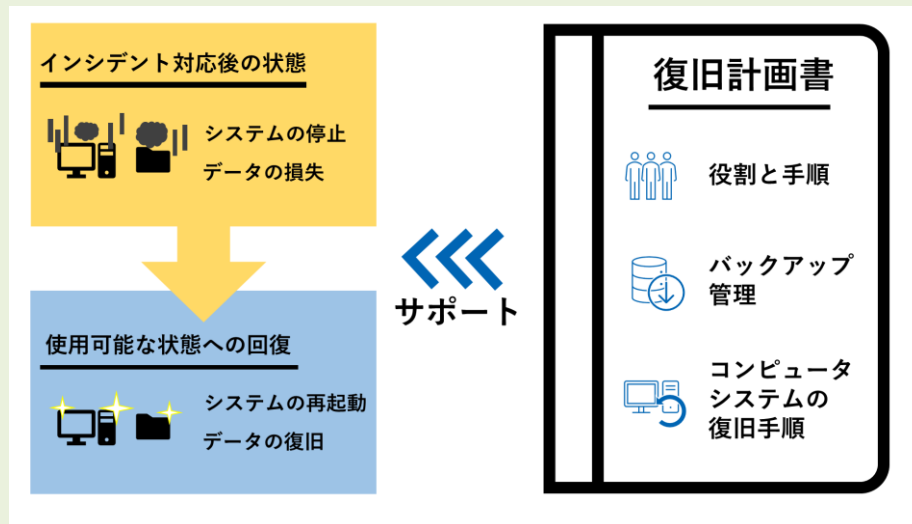 インシデント対応後の状態
システムの停止
データの損失
使用可能な状態への回復
システムの再起動
データの復旧
サポート
復旧計画書
役割と手順
バックアップ
管理
コンピュータ
システムの
復旧手順